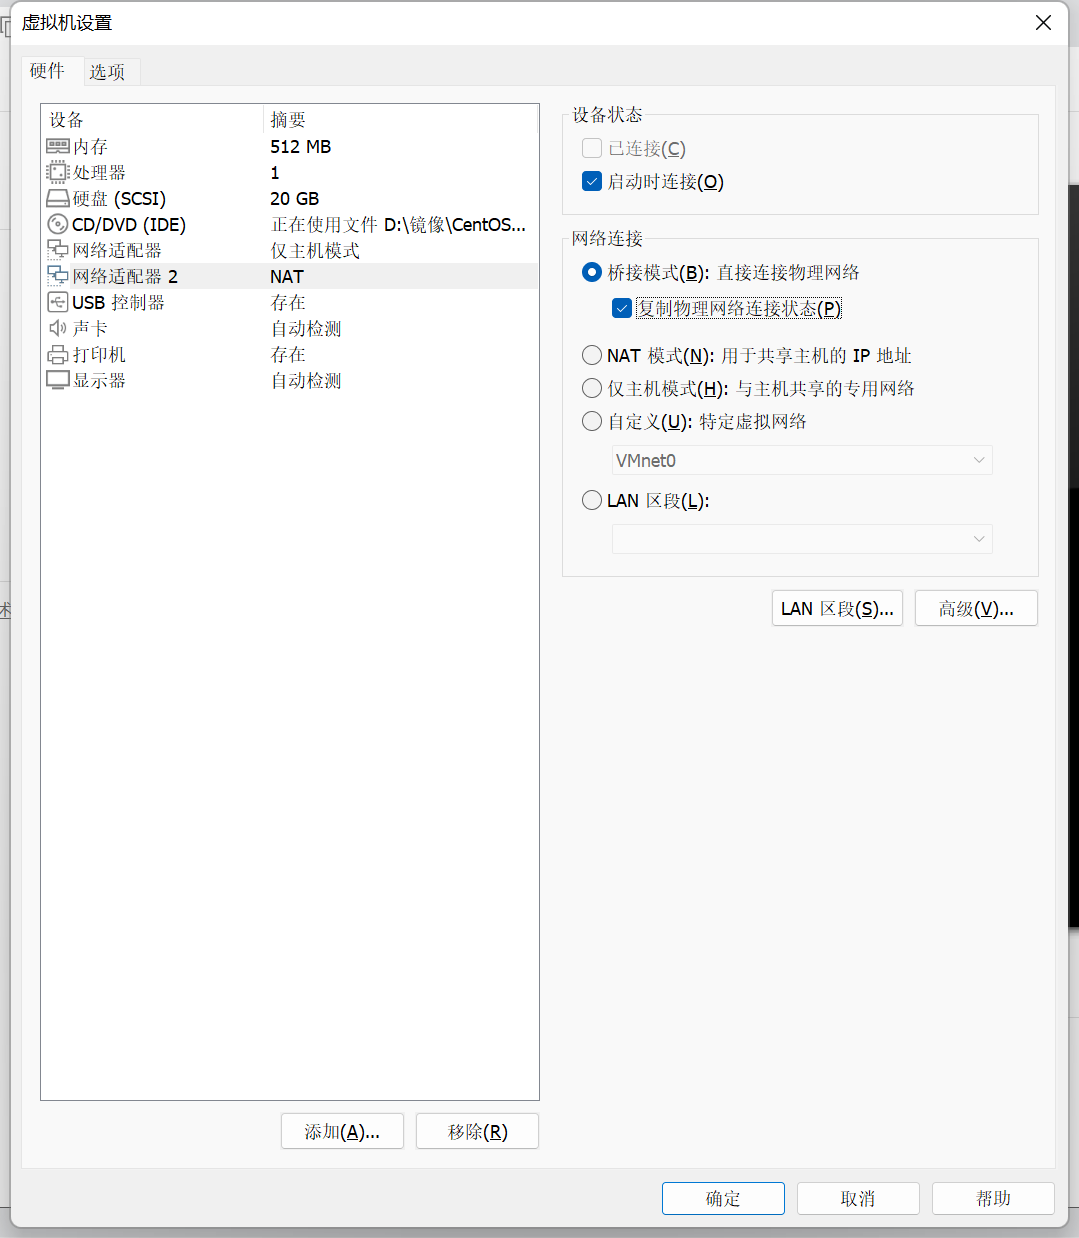 虚拟机设置
硬件 选项
设备 摘要
内存 512 MB
处理器 1
硬盘 (SCSI) 20 GB
CD/DVD (IDE) 正在使用文件 D:\镜像\CentOS...
网络适配器 仅主机模式
网络适配器 2 NAT
USB 控制器 存在
声卡 自动检测
打印机 存在
显示器 自动检测
添加(A)... 移除(R)
设备状态
已连接(C)
启动时连接(O)
网络连接
桥接模式(B): 直接连接物理网络
复制物理网络连接状态(P)
NAT 模式(N): 用于共享主机的 IP 地址
仅主机模式(H): 与主机共享的专用网络
自定义(U): 特定虚拟网络
VMnet0
LAN 区段(L):
LAN 区段(S)... 高级(V)...
确定 取消 帮助
术